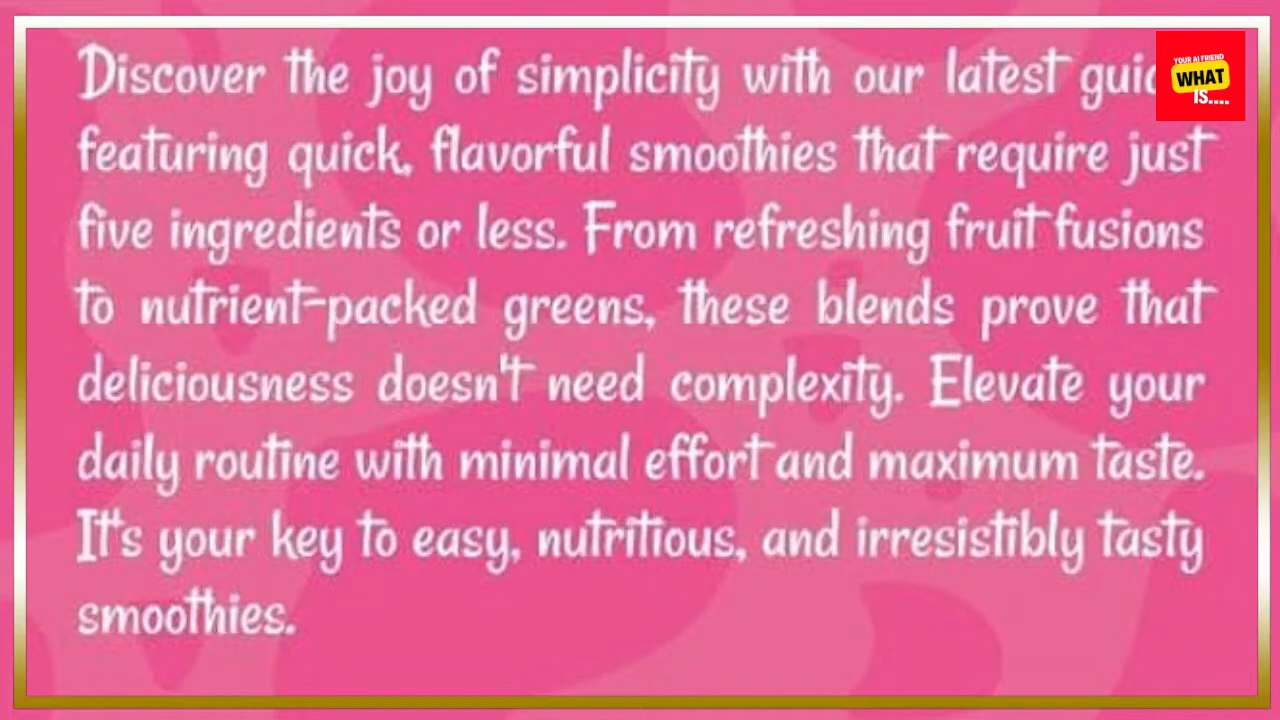 Discover the joy of simplicity with our latest
featuring quick, flavorful smoothies that require just
five ingredients or less. From refreshing fruit fusions
to nutrient-packed greens, these blends prove that
deliciousness doesn't need complexity. Elevate your
daily routine with minimal effort and maximum taste.
It's your key to easy, nutritious, and irresistibly tasty
smoothies.
YOUR AI FRIEND
WHAT
IS....